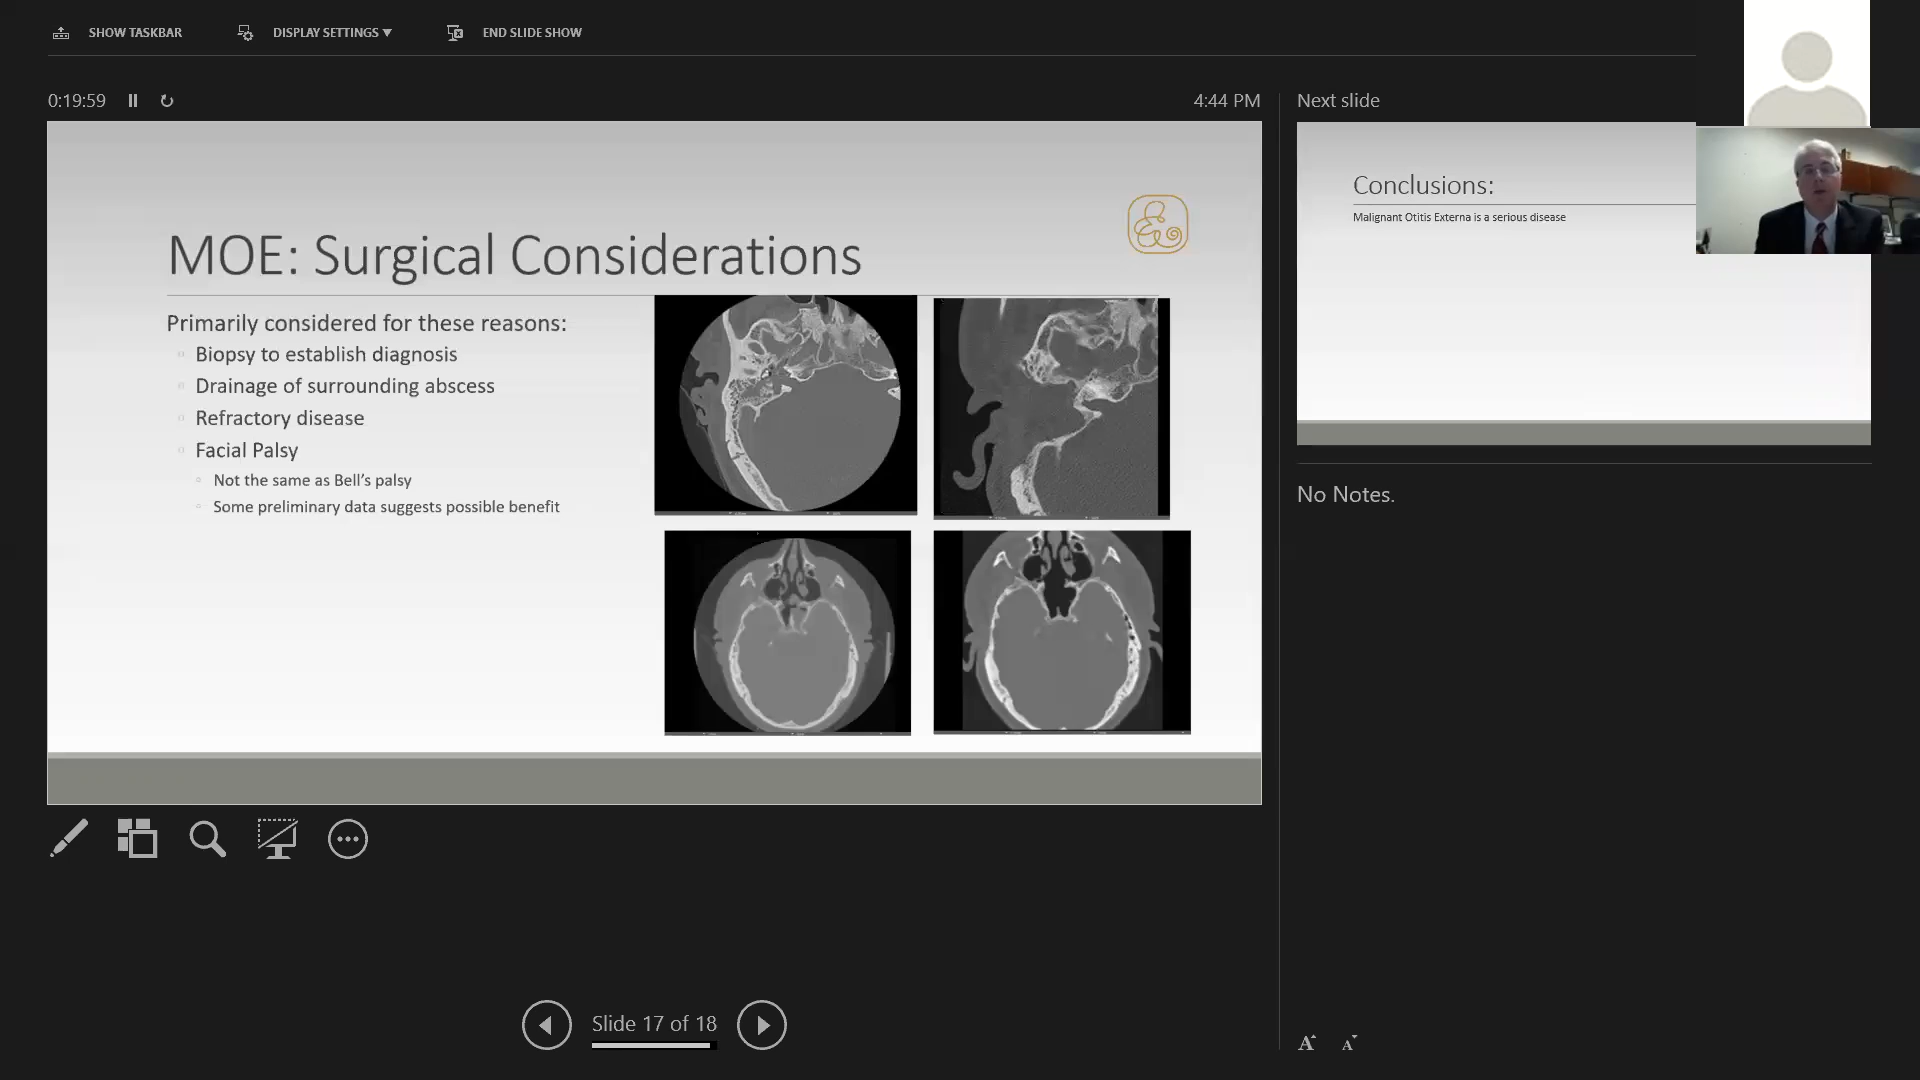 SHOW TASKBAR
DISPLAY SETTINGS ▼
END SLIDE SHOW
0:19:59
4:44 PM
Next slide
MOE: Surgical Considerations
Primarily considered for these reasons:
Biopsy to establish diagnosis
Drainage of surrounding abscess
Refractory disease
Facial Palsy
Not the same as Bell's palsy
Some preliminary data suggests possible benefit
Conclusions:
Malignant Otitis Externa is a serious disease
No Notes.
Slide 17 of 18
A A